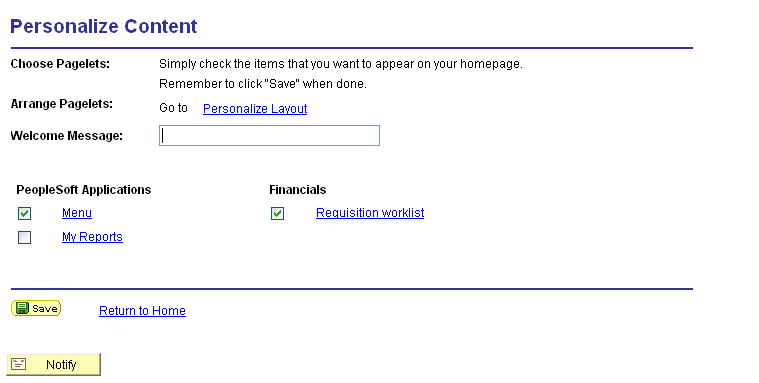 Personalize Content
Choose Pagelets: Simply check the items that you want to appear on your homepage.
Remember to click "Save" when done.
Arrange Pagelets: Go to Personalize Layout
Welcome Message:
PeopleSoft Applications Financials
Menu Requisition worklist
My Reports
Save Return to Home
Notify